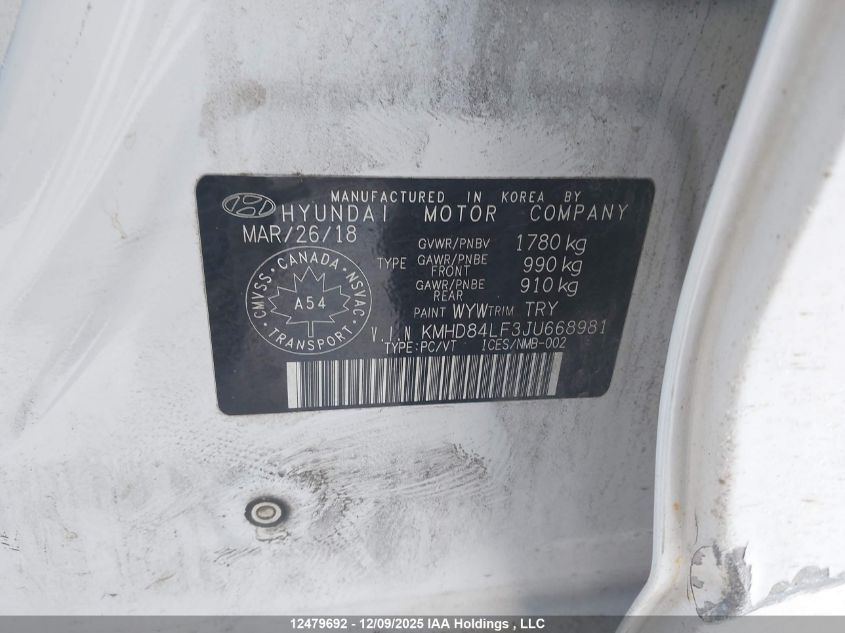 MANUFACTURED IN KOREA BY
HYUNDAI MOTOR COMPANY
MAR/26/18
GVWR/PNBV 1780 kg
TYPE GAWR/PNBE FRONT 990 kg
GAWR/PNBE REAR 910 kg
CMVSS · CANADA · NSVAC
A54
TRANSPORT
PAINT WYW TRIM TRY
V.I.N KMHD84LF3JU668981
TYPE:PC/VT ICES/NMB-002
12479692 - 12/09/2025 IAA Holdings , LLC